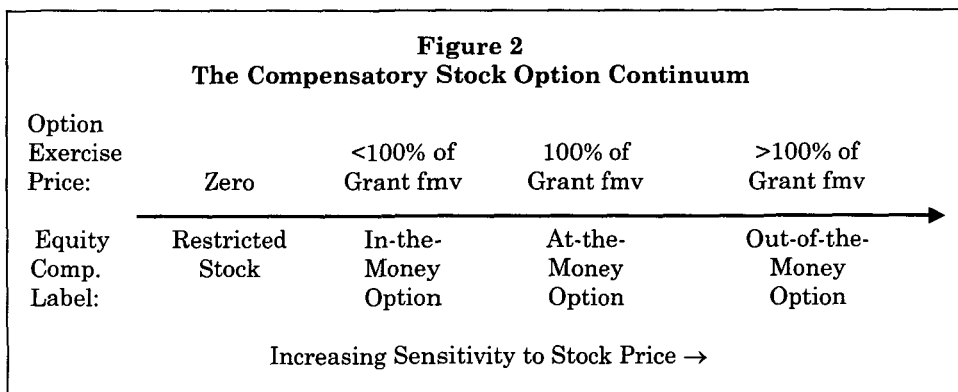 Figure 2
The Compensatory Stock Option Continuum
Option
Exercise <100% of 100% of >100% of
Price: Zero Grant fmv Grant fmv Grant fmv
Equity Restricted In-the- At-the- Out-of-the-
Comp. Stock Money Money Money
Label: Option Option Option
Increasing Sensitivity to Stock Price →